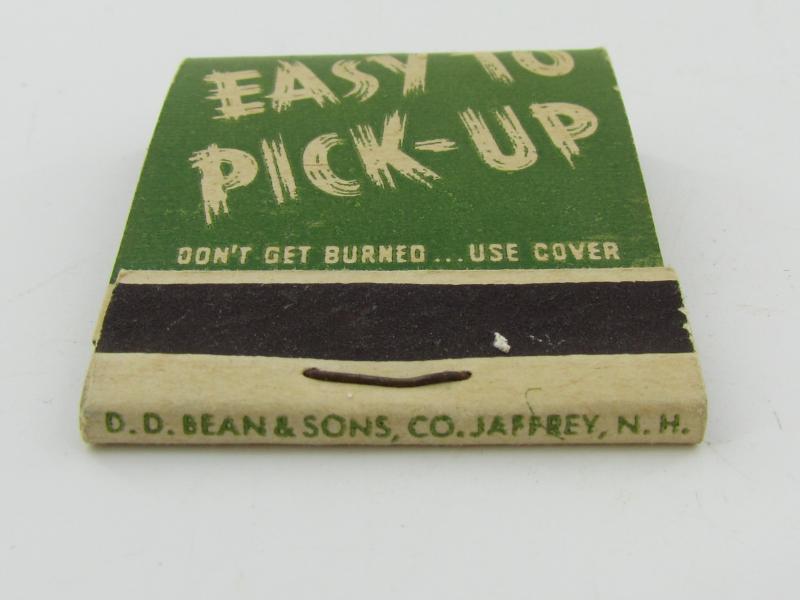 EASY TO
PICK-UP
DON'T GET BURNED...USE COVER
D. D. BEAN & SONS, CO. JAFFREY, N. H.